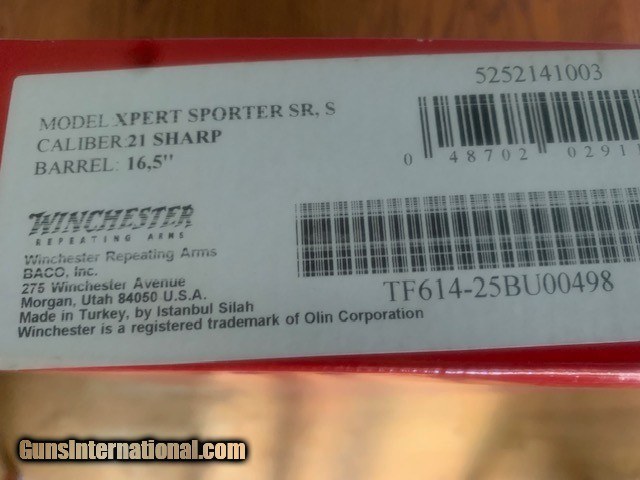 5252141003
MODEL XPERT SPORTER SR, S
CALIBER:21 SHARP
BARREL: 16,5"
0 48702 0291
WINCHESTER
REPEATING ARMS
Winchester Repeating Arms
BACO, Inc.
275 Winchester Avenue
Morgan, Utah 84050 U.S.A.
Made in Turkey, by Istanbul Silah
Winchester is a registered trademark of Olin Corporation
TF614-25BU00498
GunsInternational.com